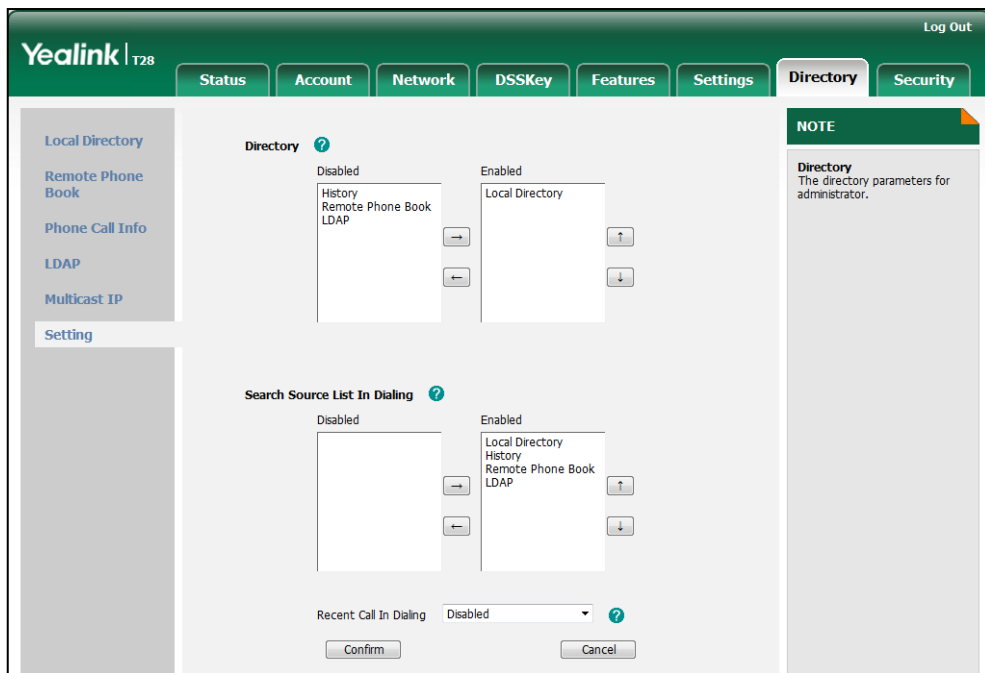 Log Out
Yealink | T28
Status Account Network DSSKey Features Settings Directory Security
Local Directory
Remote Phone
Book
Phone Call Info
LDAP
Multicast IP
Setting
Directory ?
Disabled Enabled
History
Remote Phone Book
LDAP
Local Directory
→
←
↑
↓
Search Source List In Dialing ?
Disabled Enabled
Local Directory
History
Remote Phone Book
LDAP
→
←
↑
↓
Recent Call In Dialing Disabled ?
Confirm Cancel
NOTE
Directory
The directory parameters for
administrator.